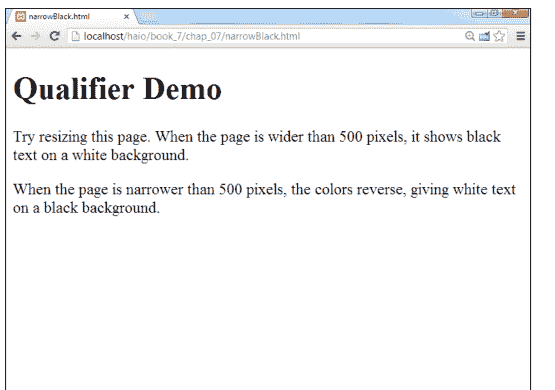 narrowBlack.html
localhost/haio/book_7/chap_07/narrowBlack.html
Qualifier Demo
Try resizing this page. When the page is wider than 500 pixels, it shows black
text on a white background.
When the page is narrower than 500 pixels, the colors reverse, giving white text
on a black background.